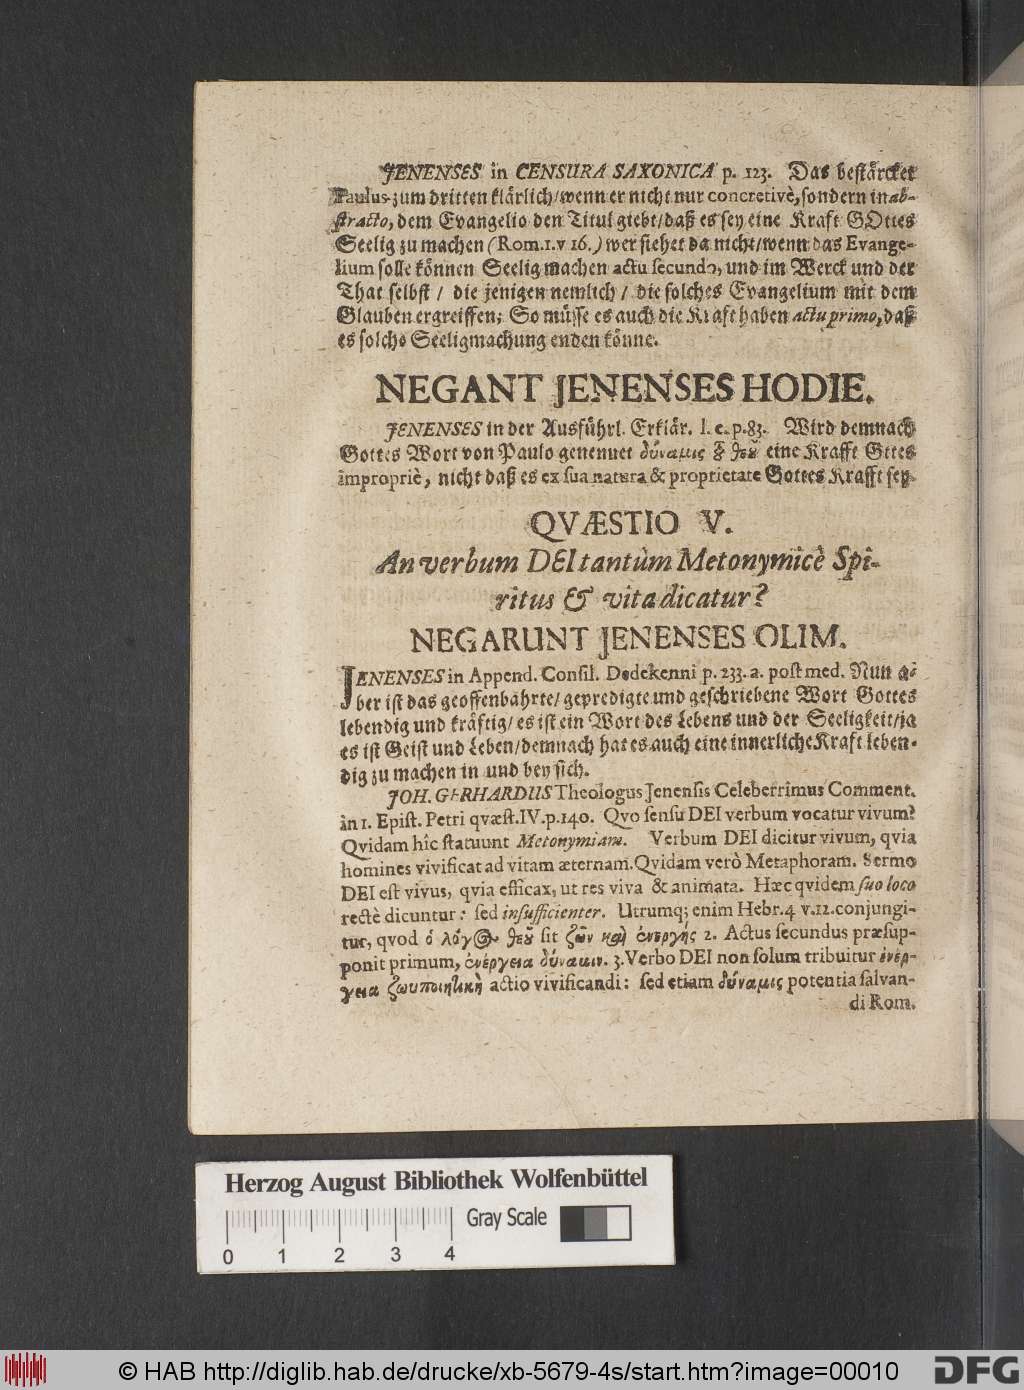 JENENSES in CENSURA SAXONICA p. 123. Das bestärcket
Paulus zum dritten klärlich/wenn er nicht nur concretivè, sondern in ab-
stracto, dem Evangelio den Titul giebt/daß es sey eine Kraft GOttes
Seelig zu machen (Rom.1.v 16.) wer siehet da nicht/wenn das Evange-
lium solle können Seelig machen actu secundo, und im Werck und der
That selbst / die jenigen nemlich / die solches Evangelium mit dem
Glauben ergreiffen; So müsse es auch die Kraft haben actu primo, daß
es solche Seeligmachung enden könne.
NEGANT JENENSES HODIE.
JENENSES in der Ausführl. Erklär. l. c. p. 83. Wird demnach
Gottes Wort von Paulo genennet δύναμις ȣ͂ θεȣ͂ eine Krafft Gttes
impropriè, nicht daß es ex sua natura & proprietate Gottes Krafft sey.
QVÆSTIO V.
An verbum DEI tantùm Metonymicè Spi-
ritus & vita dicatur?
NEGARUNT JENENSES OLIM.
JENENSES in Append. Consil. Dedekenni p. 233. a. post med. Nun a-
ber ist das geoffenbahrte/ gepredigte und geschriebene Wort Gottes
lebendig und kräftig/ es ist ein Wort des Lebens und der Seeligkeit/ja
es ist Geist und Leben/demnach hat es auch eine innerliche Kraft leben-
dig zu machen in und bey sich.
JOH. GERHARDUS Theologus Jenensis Celeberrimus Comment.
in 1. Epist. Petri qvæst. IV. p. 140. Qvo sensu DEI verbum vocatur vivum?
Qvidam hîc statuunt Metonymiam. Verbum DEI dicitur vivum, qvia
homines vivificat ad vitam æternam. Qvidam verò Metaphoram. Sermo
DEI est vivus, qvia efficax, ut res viva & animata. Hæc qvidem suo loco
rectè dicuntur: sed insufficienter. Utrumq; enim Hebr. 4 v. 12. conjungi-
tur, qvod ὁ λόγ Θεȣ͂ sit ζῶν καὶ ἐνεργής 2. Actus secundus præsup-
ponit primum, ἐνέργεια δύναμιν. 3. Verbo DEI non solum tribuitur ἐνέρ-
γεια ζωυποιητικὴ actio vivificandi: sed etiam δύναμις potentia salvan-
di Rom.
Herzog August Bibliothek Wolfenbüttel
Gray Scale
0 1 2 3 4
© HAB http://diglib.hab.de/drucke/xb-5679-4s/start.htm?image=00010
DFG